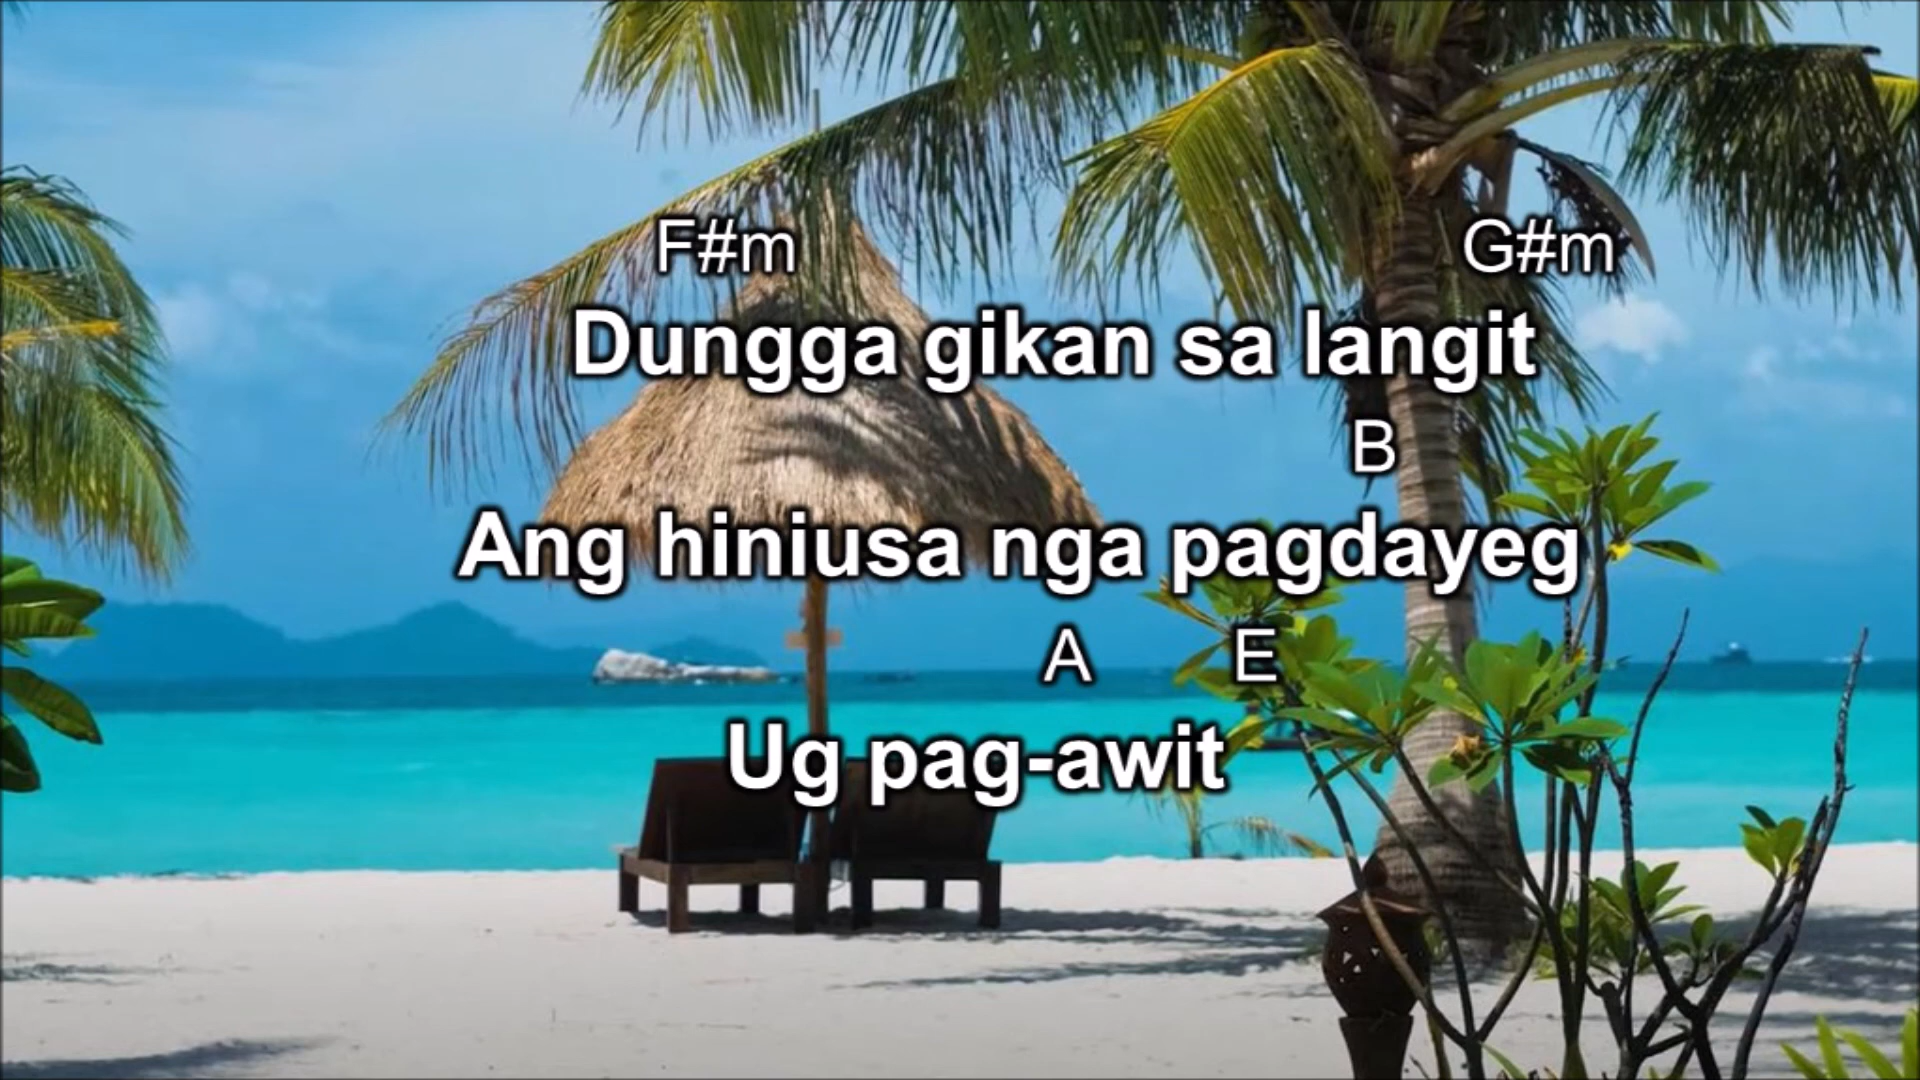 F#m G#m
Dungga gikan sa langit
B
Ang hiniusa nga pagdayeg
A E
Ug pag-awit